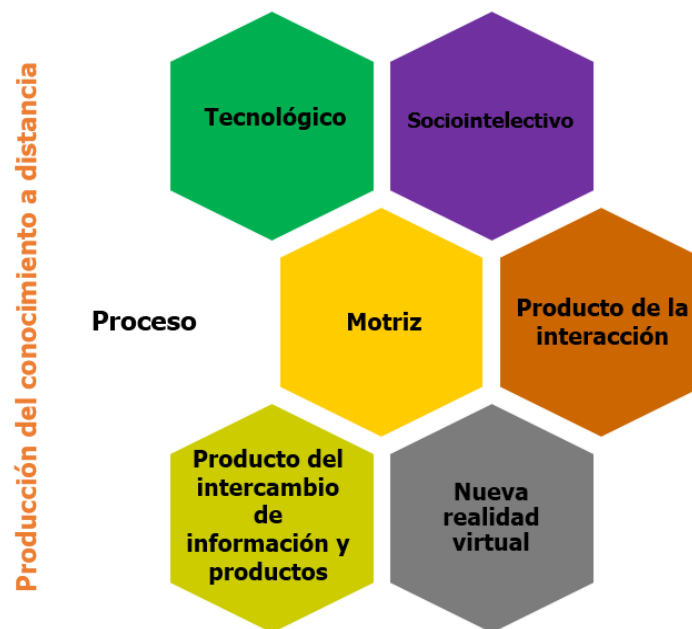 Producción del conocimiento a distancia
Tecnológico
Sociointelectivo
Proceso
Motriz
Producto de la
interacción
Producto del
intercambio
de
información y
productos
Nueva
realidad
virtual